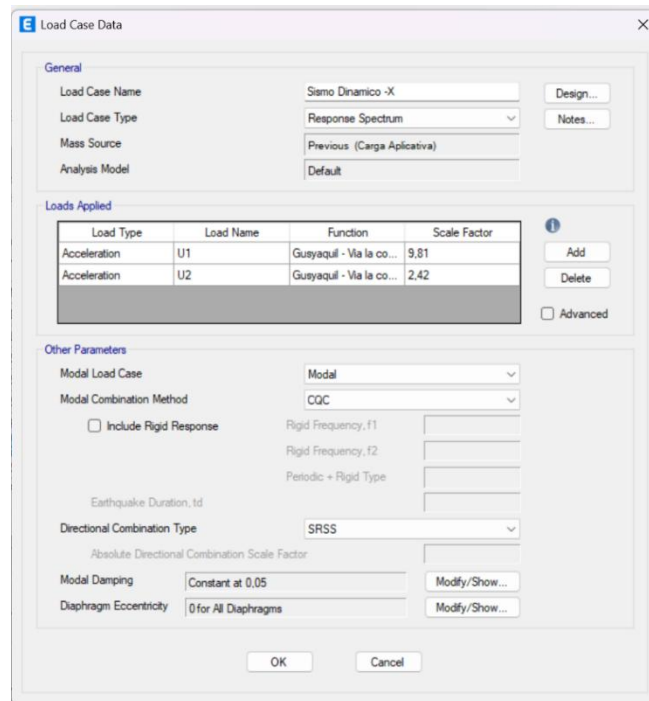 E Load Case Data
General
Load Case Name Sismo Dinamico -X Design...
Load Case Type Response Spectrum Notes...
Mass Source Previous (Carga Aplicativa)
Analysis Model Default
Loads Applied
Load Type Load Name Function Scale Factor
Acceleration U1 Gusyaquil - Via la co... 9,81 Add
Acceleration U2 Gusyaquil - Via la co... 2,42 Delete
Advanced
Other Parameters
Modal Load Case Modal
Modal Combination Method CQC
Include Rigid Response Rigid Frequency, f1
Rigid Frequency, f2
Periodic + Rigid Type
Earthquake Duration, td
Directional Combination Type SRSS
Absolute Directional Combination Scale Factor
Modal Damping Constant at 0,05 Modify/Show...
Diaphragm Eccentricity 0 for All Diaphragms Modify/Show...
OK Cancel